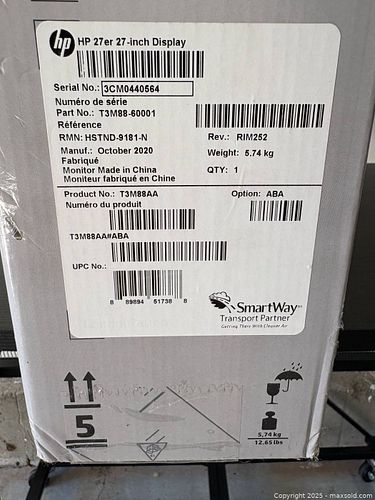 hp HP 27er 27-inch Display
Serial No.: 3CM0440564
Numéro de série
Part No.: T3M88-60001
Référence
RMN: HSTND-9181-N Rev.: RIM252
Manuf.: October 2020 Weight: 5.74 kg
Fabriqué
Monitor Made in China QTY: 1
Moniteur fabriqué en Chine
Product No.: T3M88AA Option: ABA
Numéro du produit
T3M88AA#ABA
UPC No.:
8 89894 51738 8
SmartWay
Transport Partner
Getting There With Cleaner Air
5
5,74 kg
12.65 lbs
Copyright 2025 - maxsold.com